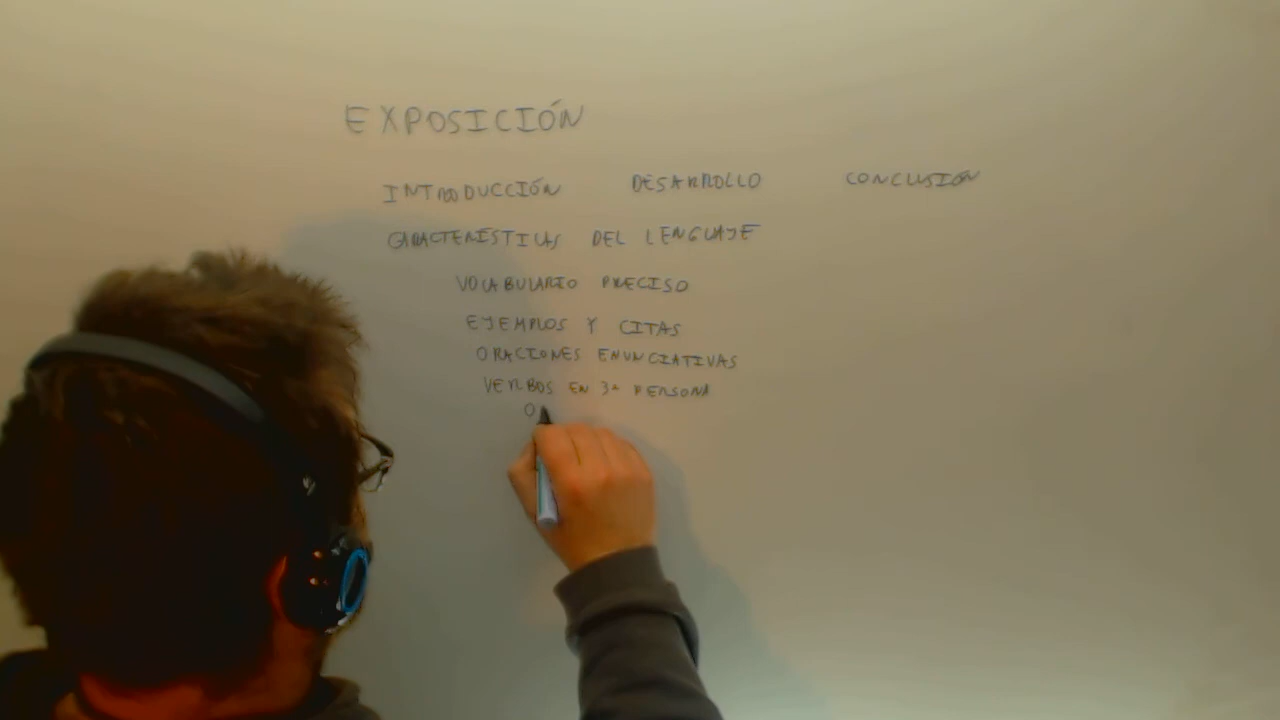 EXPOSICIÓN
INTRODUCCIÓN DESARROLLO CONCLUSIÓN
CARACTERÍSTICAS DEL LENGUAJE
VOCABULARIO PRECISO
EJEMPLOS Y CITAS
ORACIONES ENUNCIATIVAS
VERBOS EN 3ª PERSONA
O